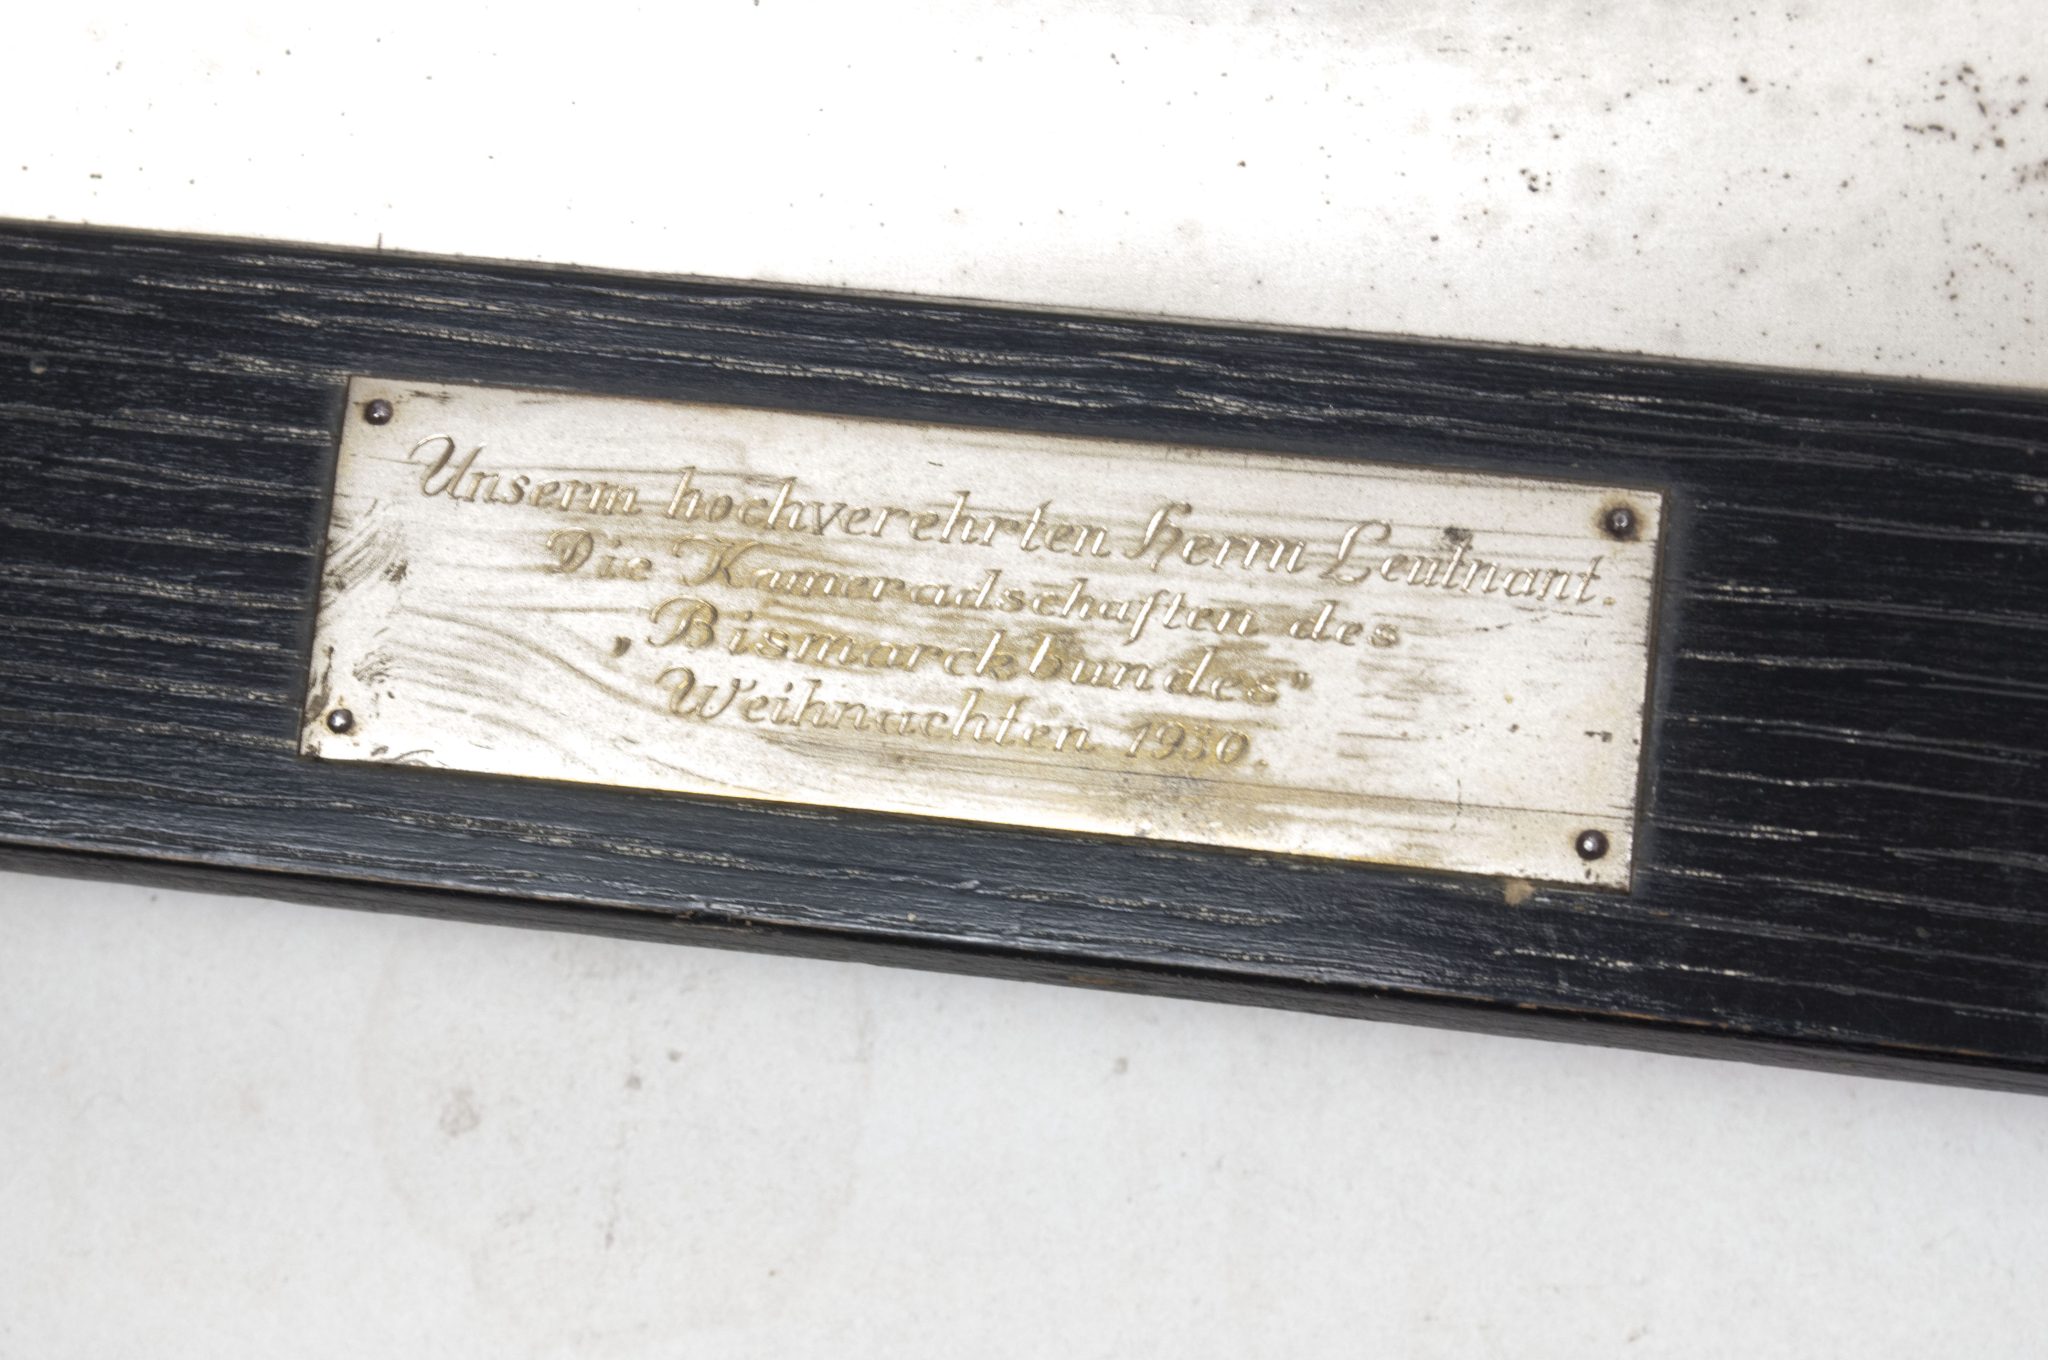 Unserm hochverehrten Herrn Leutnant.
Die Kameradschaften des
„Bismarckbundes"
Weihnachten 1930.